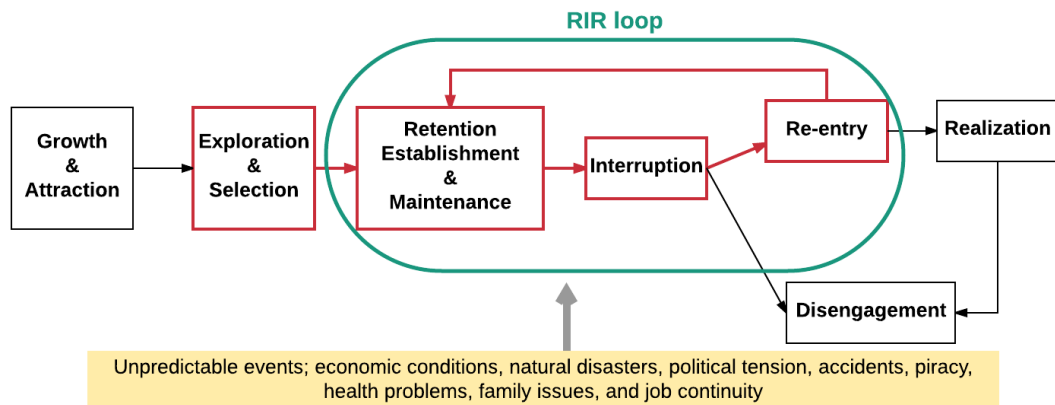 RIR loop
Growth
&
Attraction
Exploration
&
Selection
Retention
Establishment
&
Maintenance
Interruption
Re-entry
Realization
Disengagement
Unpredictable events; economic conditions, natural disasters, political tension, accidents, piracy,
health problems, family issues, and job continuity